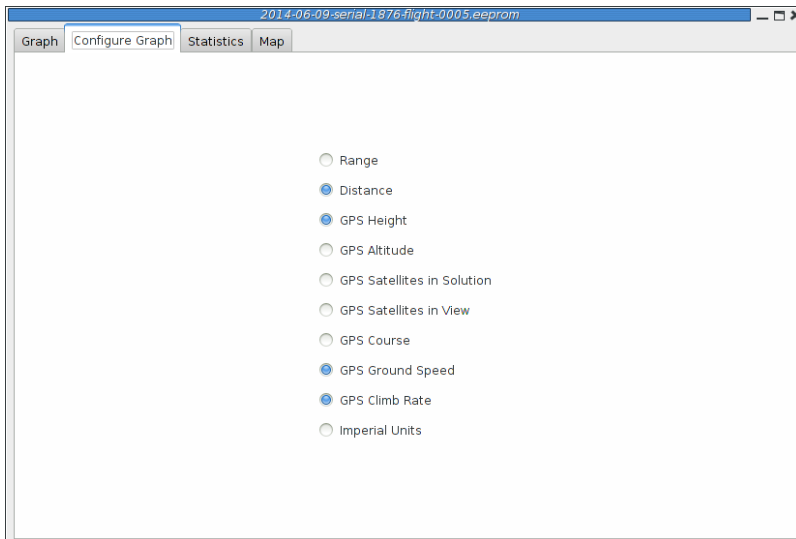 2014-06-09-serial-1876-flight-0005.eeprom
Graph Configure Graph Statistics Map
Range
Distance
GPS Height
GPS Altitude
GPS Satellites in Solution
GPS Satellites in View
GPS Course
GPS Ground Speed
GPS Climb Rate
Imperial Units